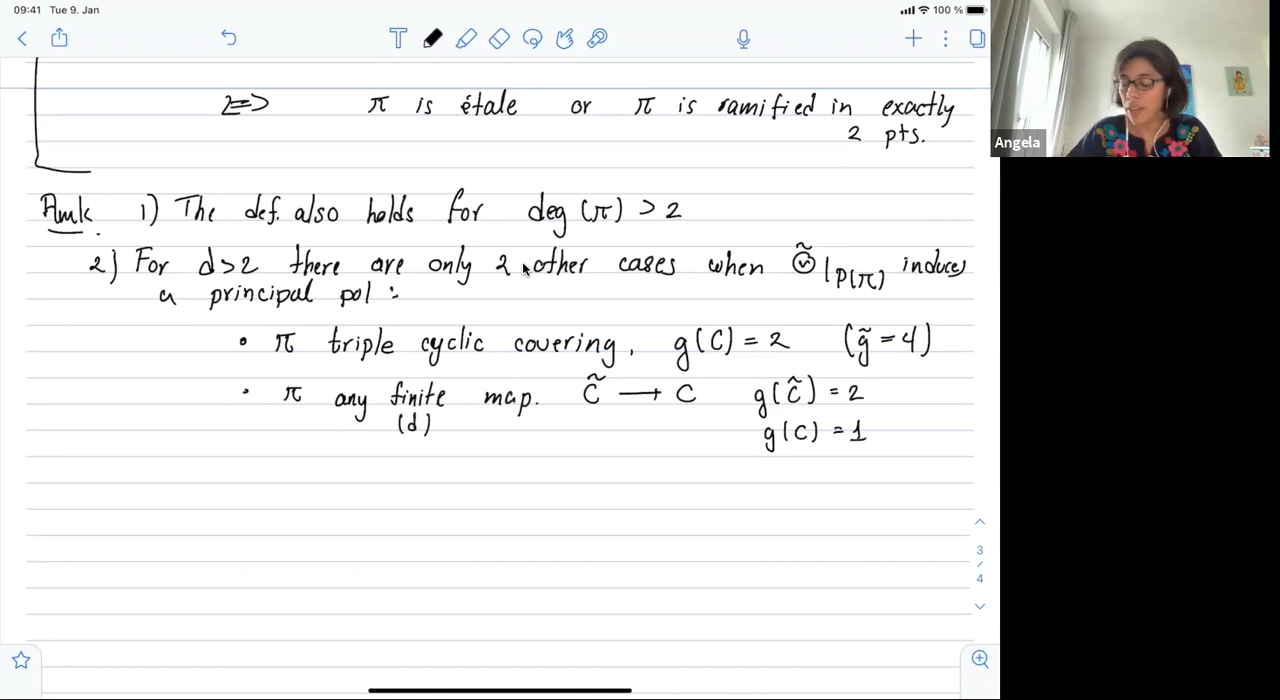 09:41 Tue 9. Jan 100 %
⟺ π is étale or π is ramified in exactly
2 pts.
Angela
Rmk. 1) The def. also holds for deg(π) > 2
2) For d>2 there are only 2 other cases when Θ̃|P(π) induces
a principal pol :
• π triple cyclic covering, g(C) = 2 (g̃ = 4)
• π any finite map. C̃ → C g(C̃) = 2
(d) g(C) = 1
3
/
4